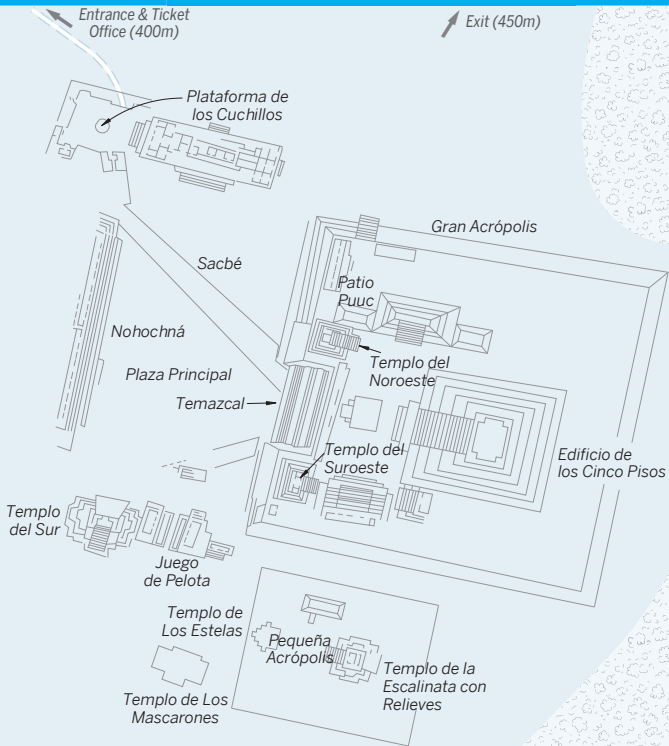 Entrance & Ticket
Office (400m)
Exit (450m)
Plataforma de
los Cuchillos
Gran Acrópolis
Sacbé
Patio
Puuc
Nohochná
Templo del
Noroeste
Plaza Principal
Temazcal
Templo del
Suroeste
Edificio de
los Cinco Pisos
Templo
del Sur
Juego
de Pelota
Templo de
Los Estelas
Pequeña
Acrópolis
Templo de la
Escalinata con
Relieves
Templo de Los
Mascarones